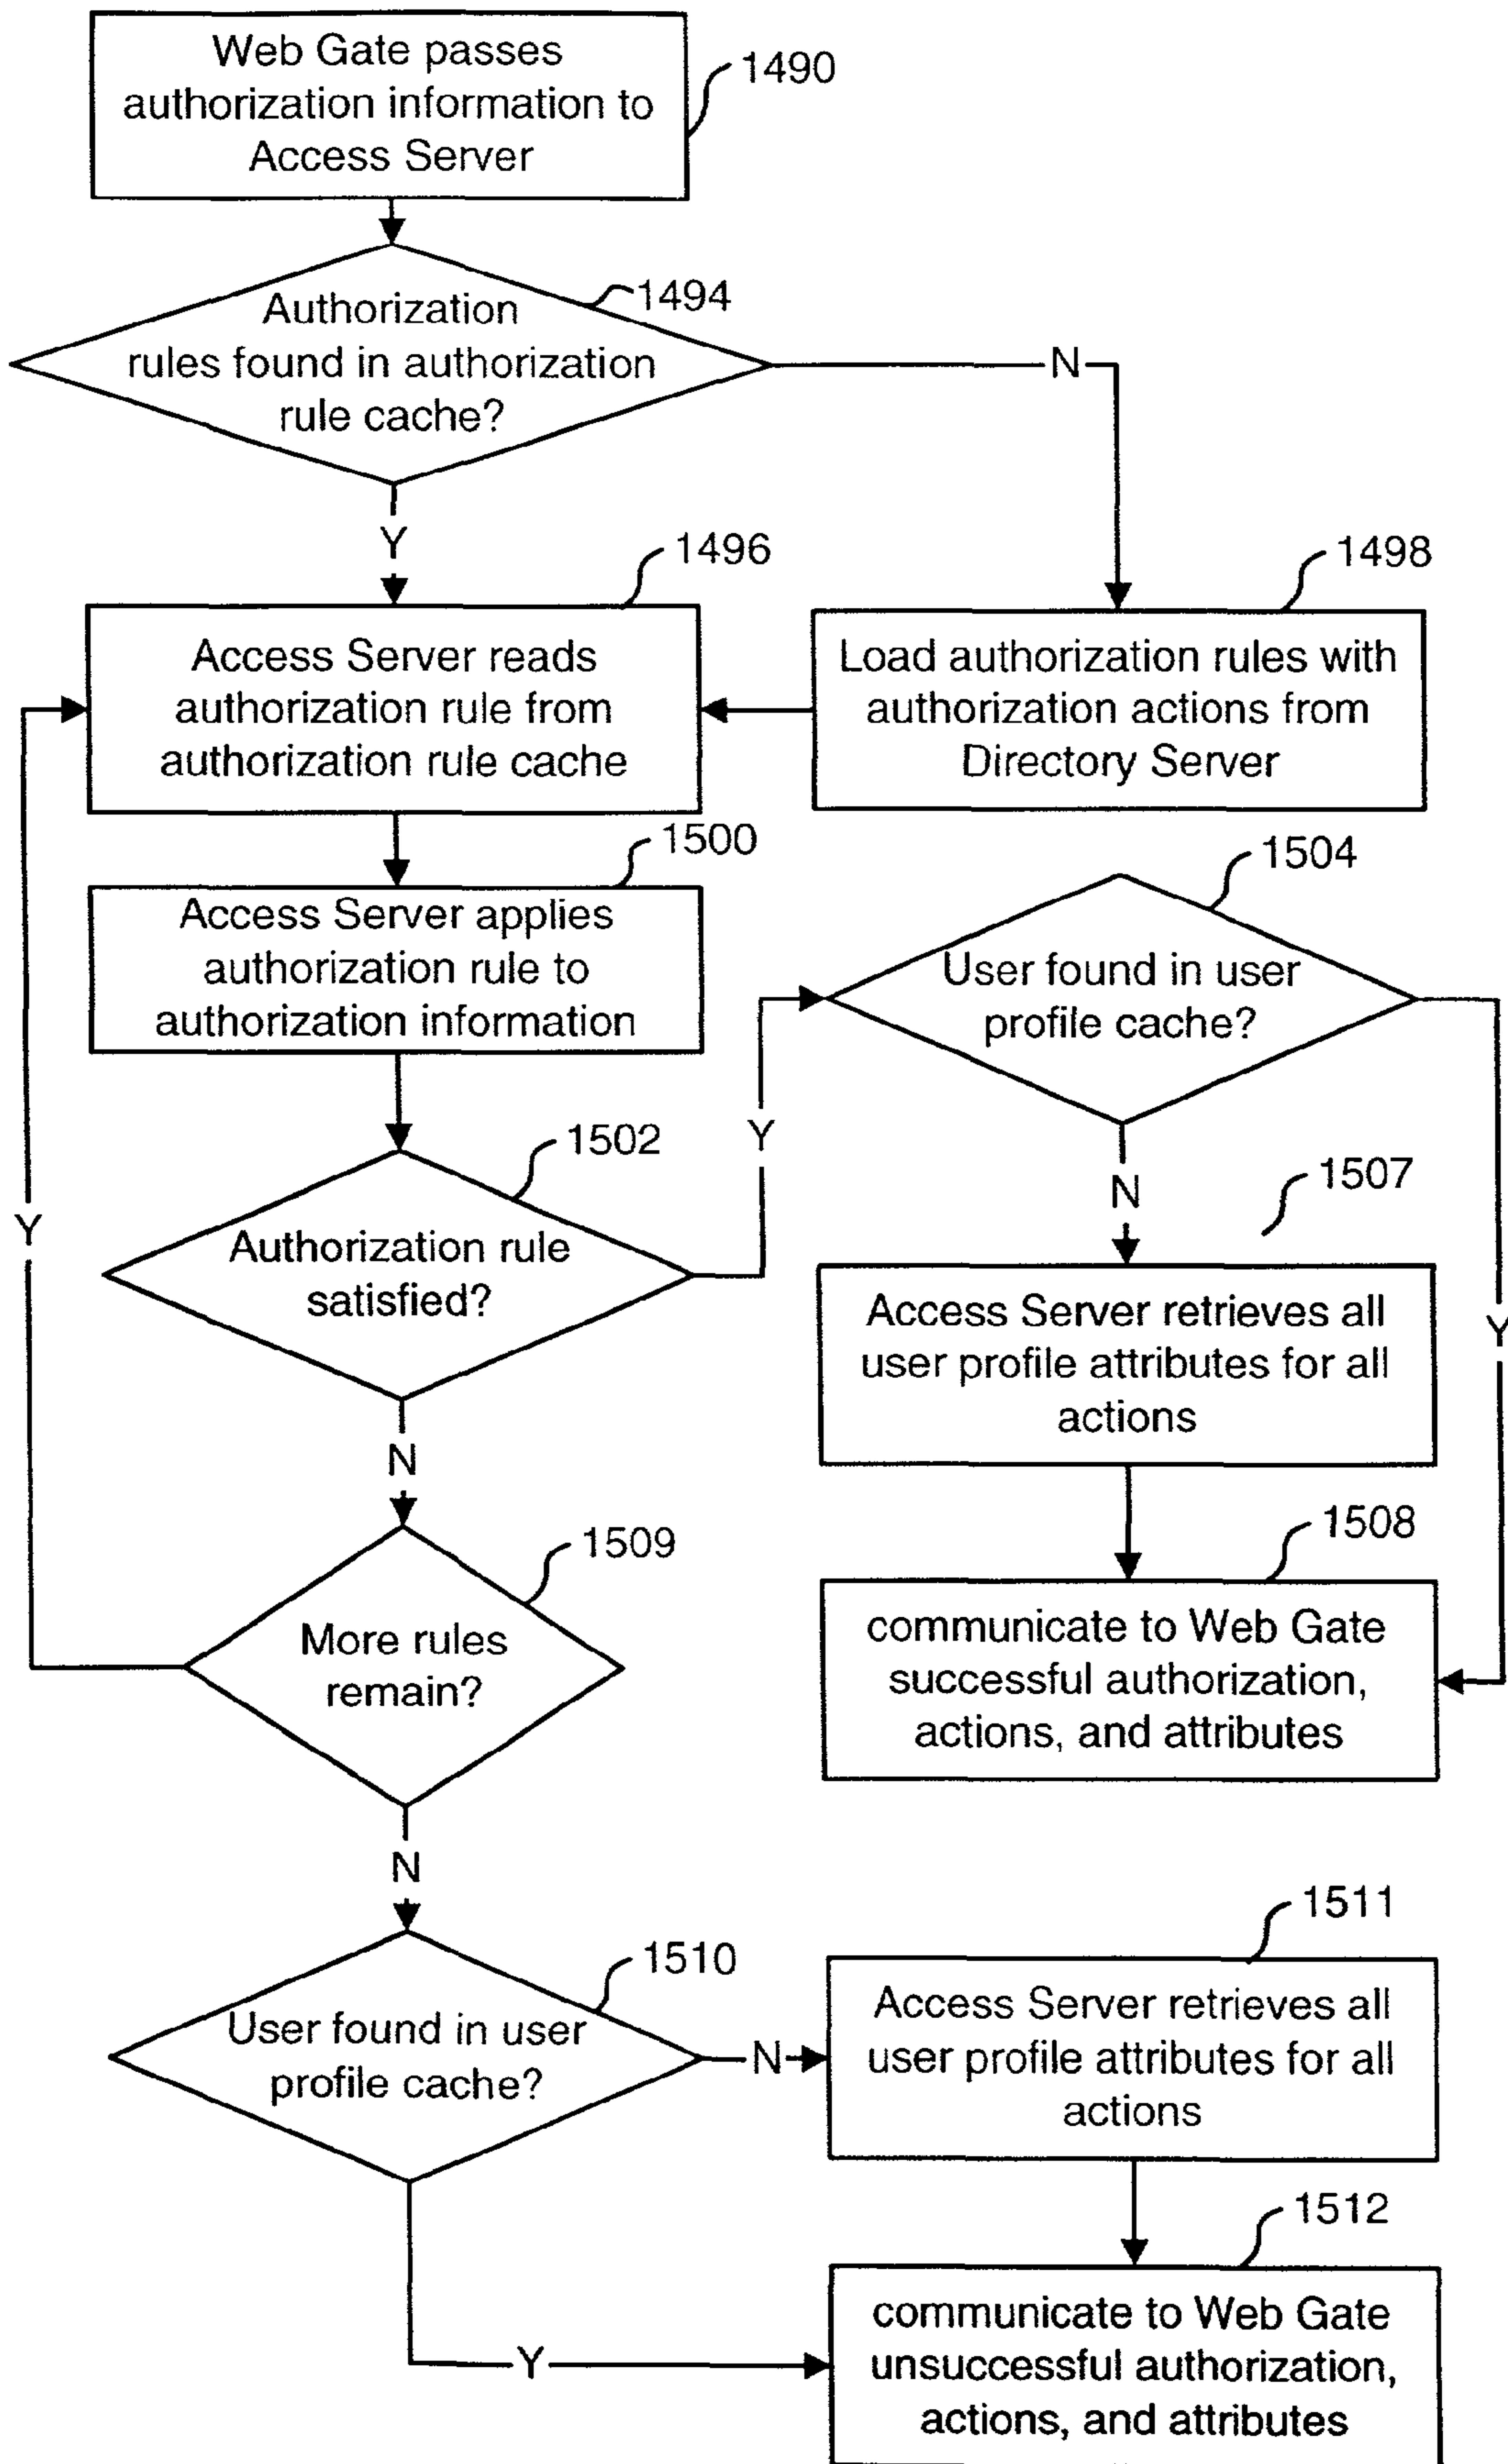 Web Gate passes
authorization information to
Access Server
1490
Authorization
rules found in authorization
rule cache?
1494
N
Y
1496
Access Server reads
authorization rule from
authorization rule cache
1498
Load authorization rules with
authorization actions from
Directory Server
1500
Access Server applies
authorization rule to
authorization information
1504
User found in user
profile cache?
Y
1502
Authorization rule
satisfied?
Y
N
1507
Access Server retrieves all
user profile attributes for all
actions
Y
N
1509
More rules
remain?
1508
communicate to Web Gate
successful authorization,
actions, and attributes
N
1510
User found in user
profile cache?
N
1511
Access Server retrieves all
user profile attributes for all
actions
Y
1512
communicate to Web Gate
unsuccessful authorization,
actions, and attributes